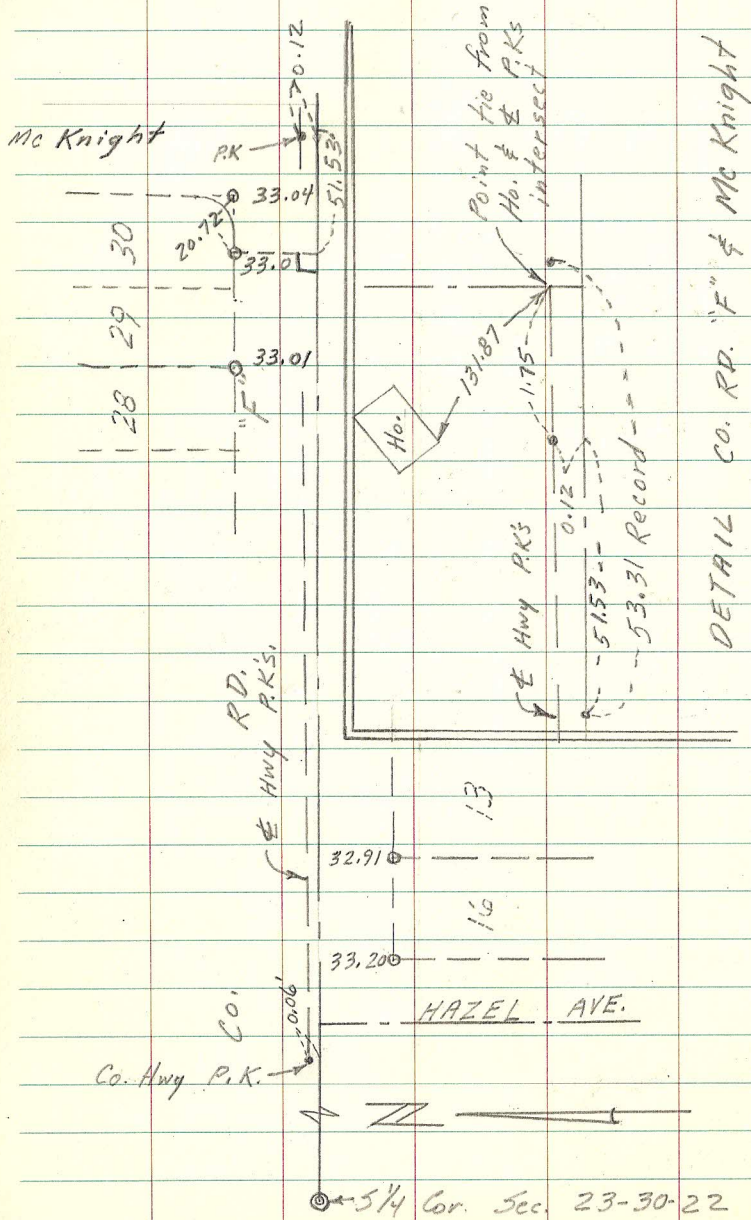 Mc Knight
P.K
0.12
51.53'
33.04
20.72
33.0
33.01
30
29
28
"F"
RD.
℄ Hwy P.K's.
Co.
0.06'
Co. Hwy P.K.
32.91
33.20
13
16
HAZEL AVE.
N
S 1/4 Cor. Sec. 23-30-22
Point tie from
Ho. & ℄ P.Ks
intersect
131.87
Ho.
1.75
0.12
℄ Hwy P.K's
51.53
53.31 Record
DETAIL CO. RD. "F" & Mc Knight